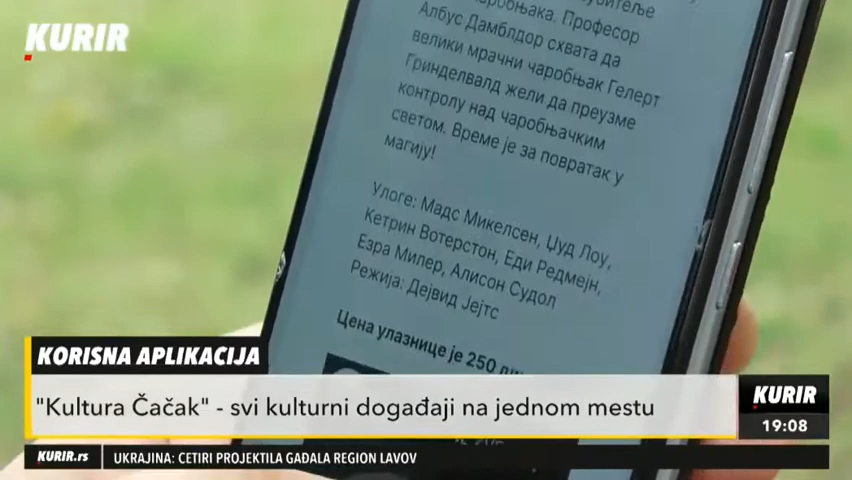 KURIR
чаробњака. Професор
Албус Дамблдор схвата да
велики мрачни чаробњак Гелерт
Гринделвалд жели да преузме
контролу над чаробњачким
светом. Време је за повратак у
магију!
Улоге: Мадс Микелсен, Џуд Лоу,
Кетрин Вотерстон, Еди Редмејн,
Езра Милер, Алисон Судол
Режија: Дејвид Јејтс
Цена улазнице је 250
KORISNA APLIKACIJA
"Kultura Čačak" - svi kulturni događaji na jednom mestu
KURIR
19:08
KURIR.rs
UKRAJINA: CETIRI PROJEKTILA GAĐALA REGION LAVOV